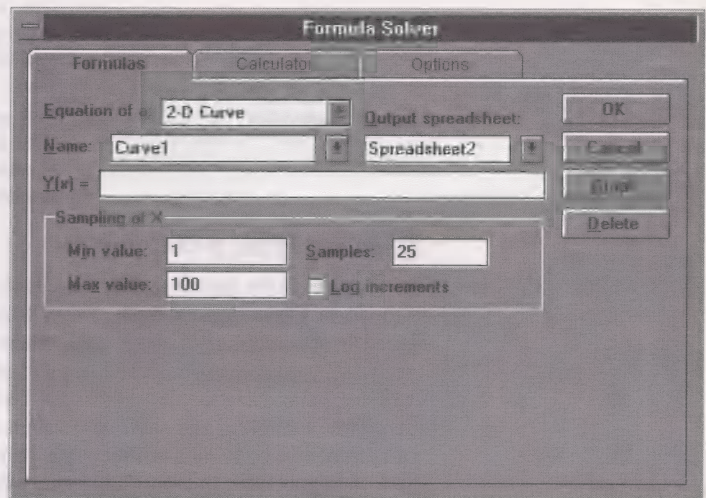 Formula Solver
Formulas Calculator Options
Equation of a: 2-D Curve Output spreadsheet: OK
Name: Curve1 Spreadsheet2 Cancel
Y(x) =
Sampling of X Delete
Min value: 1 Samples: 25
Max value: 100 Log increments